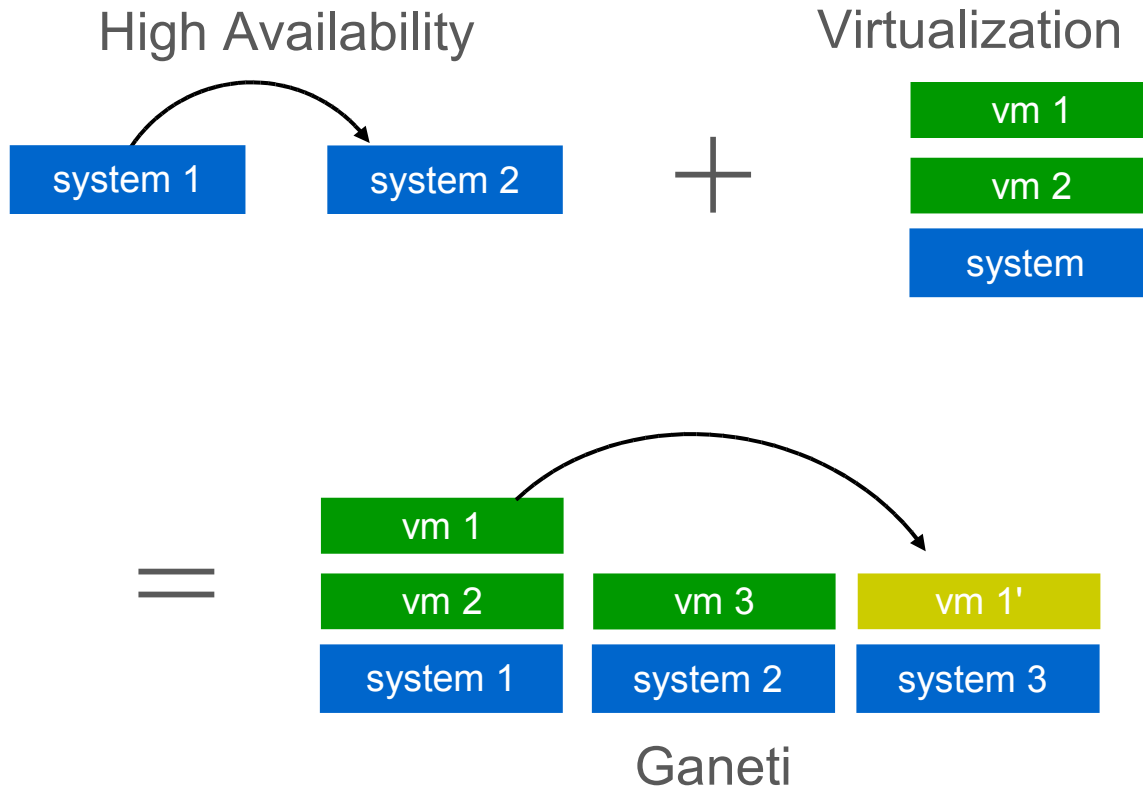 High Availability
Virtualization
vm 1
system 1
system 2
+
vm 2
system
=
vm 1
vm 2
vm 3
vm 1'
system 1
system 2
system 3
Ganeti